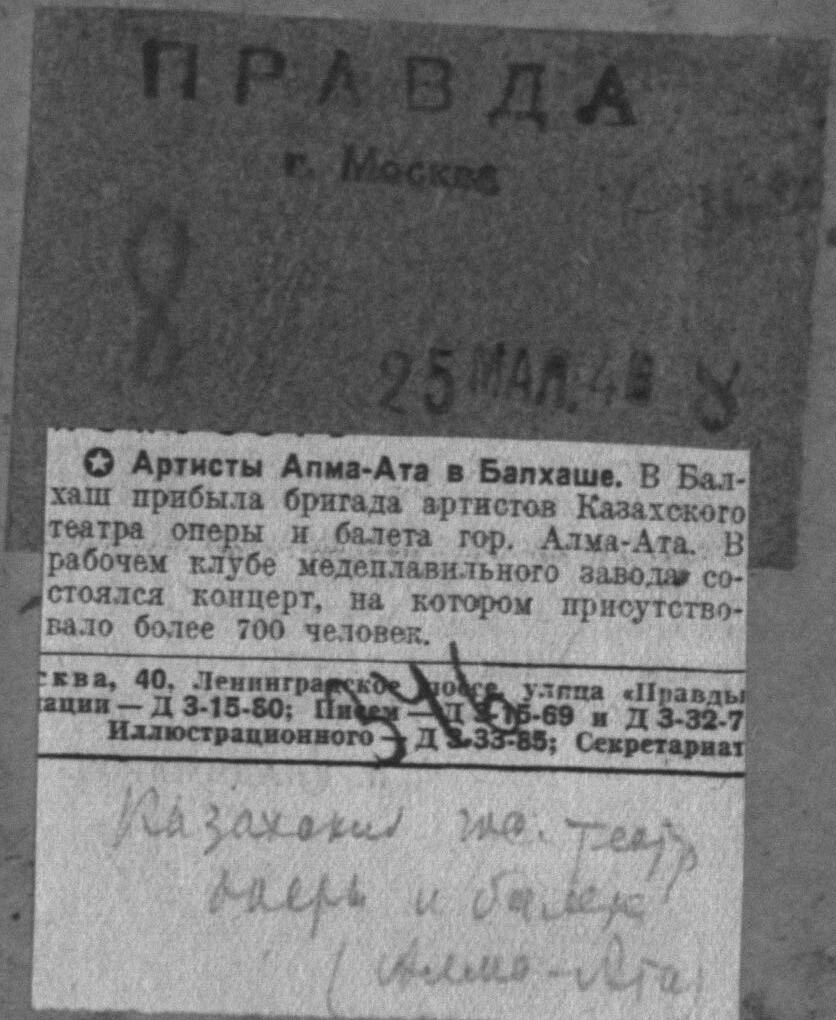 ПРАВДА
г. Москва
25 МАЯ. 4
✪ Артисты Алма-Ата в Балхаше. В Бал-
хаш прибыла бригада артистов Казахского
театра оперы и балета гор. Алма-Ата. В
рабочем клубе медеплавильного завода со-
стоялся концерт, на котором присутство-
вало более 700 человек.
сква, 40, Ленинградское шоссе, улица «Правды
ации — Д 3-15-80; Писем — Д 3-15-69 и Д 3-32-7
Иллюстрационного — Д 3-33-85; Секретариат
Казахский театр
оперы и балета
(Алма-Ата)